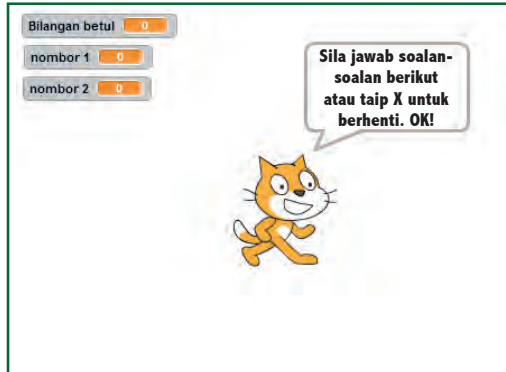 Bilangan betul 0
nombor 1 0
nombor 2 0
Sila jawab soalan-
soalan berikut
atau taip X untuk
berhenti. OK!